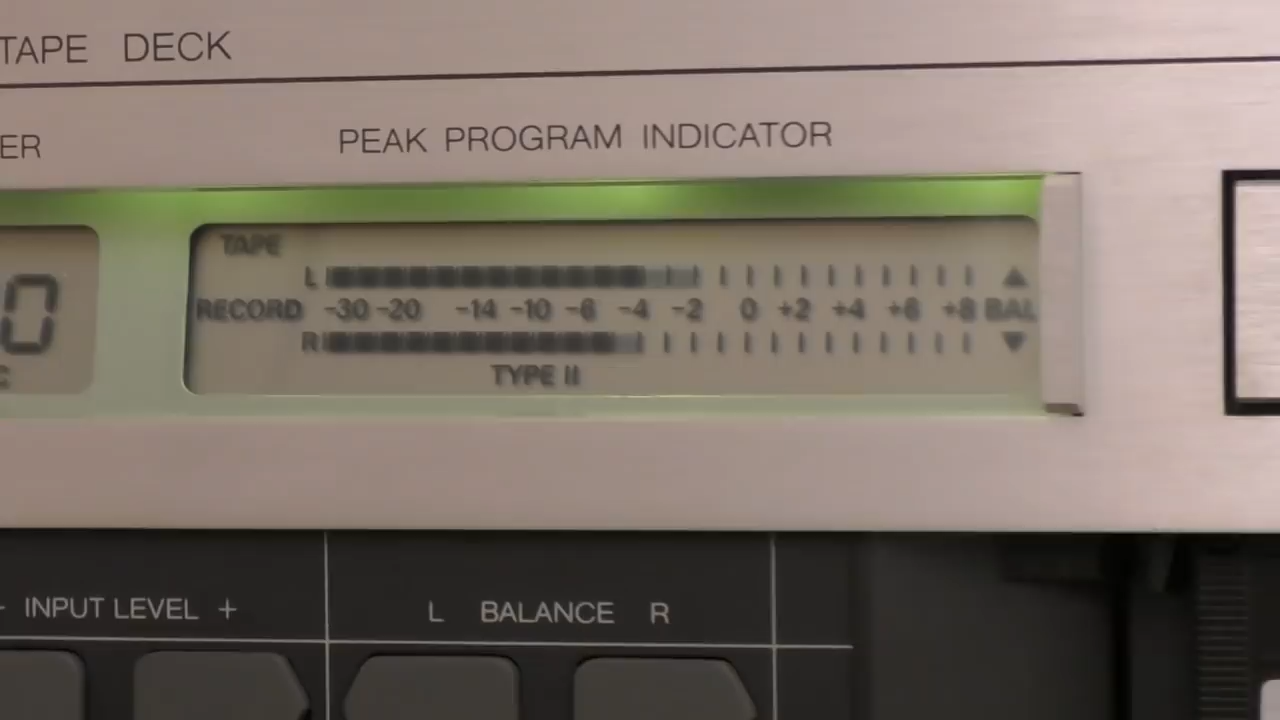 TAPE DECK
ER
PEAK PROGRAM INDICATOR
TAPE
L
0
RECORD -30 -20 -14 -10 -6 -4 -2 0 +2 +4 +6 +8 BAL
R
C
TYPE II
- INPUT LEVEL +
L BALANCE R